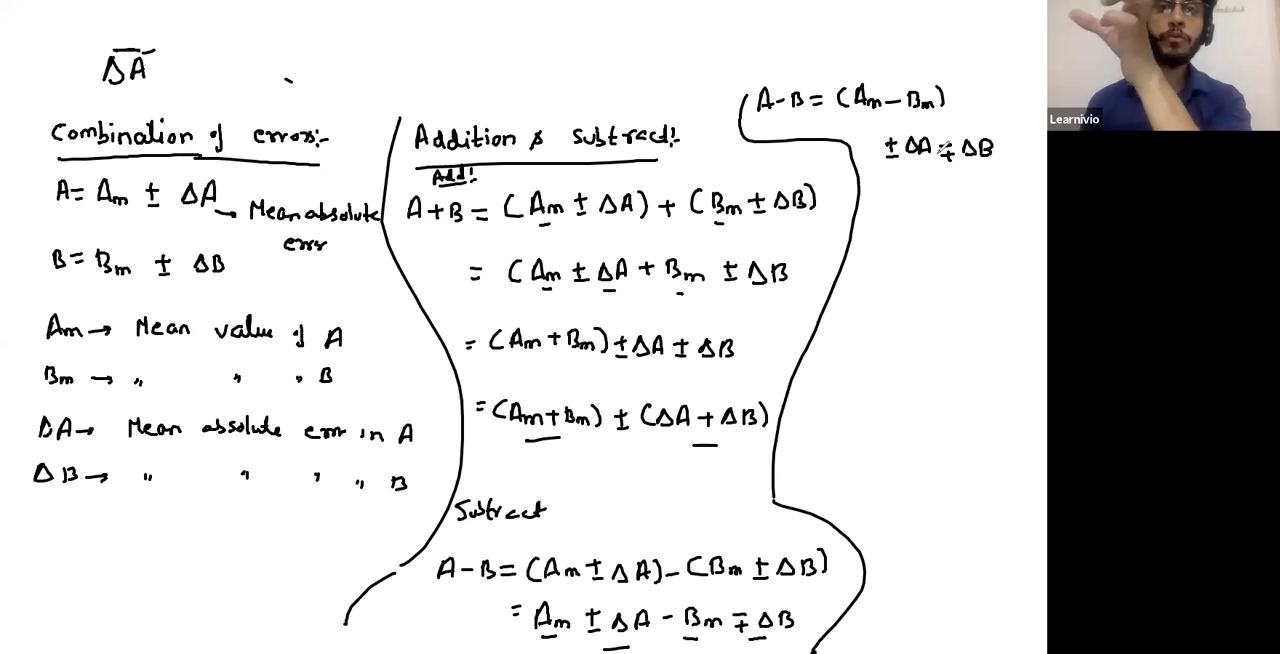 ΔA
Combination of errors:-
A = Am ± ΔA → Mean absolute
error
B = Bm ± ΔB
Am → Mean value of A
Bm → " " " B
ΔA → Mean absolute error in A
ΔB → " " " " B
Addition & subtract:-
Add:-
A+B = (Am ± ΔA) + (Bm ± ΔB)
= (Am ± ΔA + Bm ± ΔB
= (Am + Bm) ± ΔA ± ΔB
= (Am + Bm) ± (ΔA + ΔB)
Subtract
A - B = (Am ± ΔA) - (Bm ± ΔB)
= Am ± ΔA - Bm ∓ ΔB
A - B = (Am - Bm)
± ΔA ∓ ΔB
Learnivio